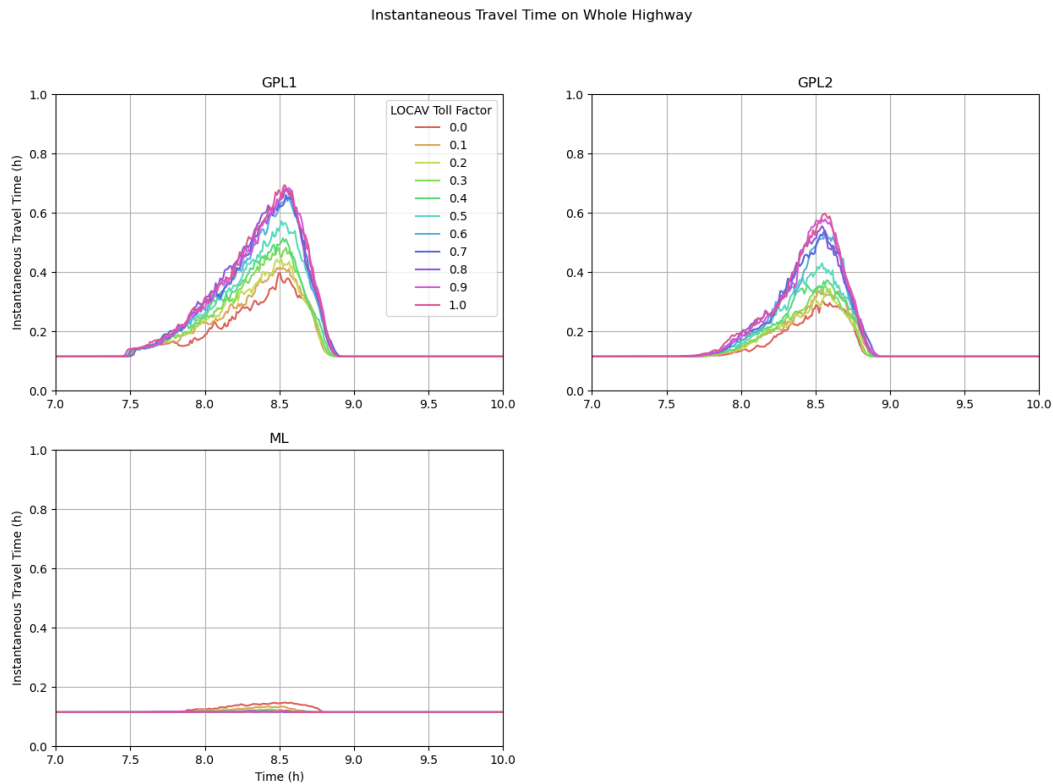 Instantaneous Travel Time on Whole Highway
GPL1
Instantaneous Travel Time (h)
1.0
0.8
0.6
0.4
0.2
0.0
7.0 7.5 8.0 8.5 9.0 9.5 10.0
LOCAV Toll Factor
0.0
0.1
0.2
0.3
0.4
0.5
0.6
0.7
0.8
0.9
1.0
GPL2
1.0
0.8
0.6
0.4
0.2
0.0
7.0 7.5 8.0 8.5 9.0 9.5 10.0
ML
Instantaneous Travel Time (h)
1.0
0.8
0.6
0.4
0.2
0.0
7.0 7.5 8.0 8.5 9.0 9.5 10.0
Time (h)